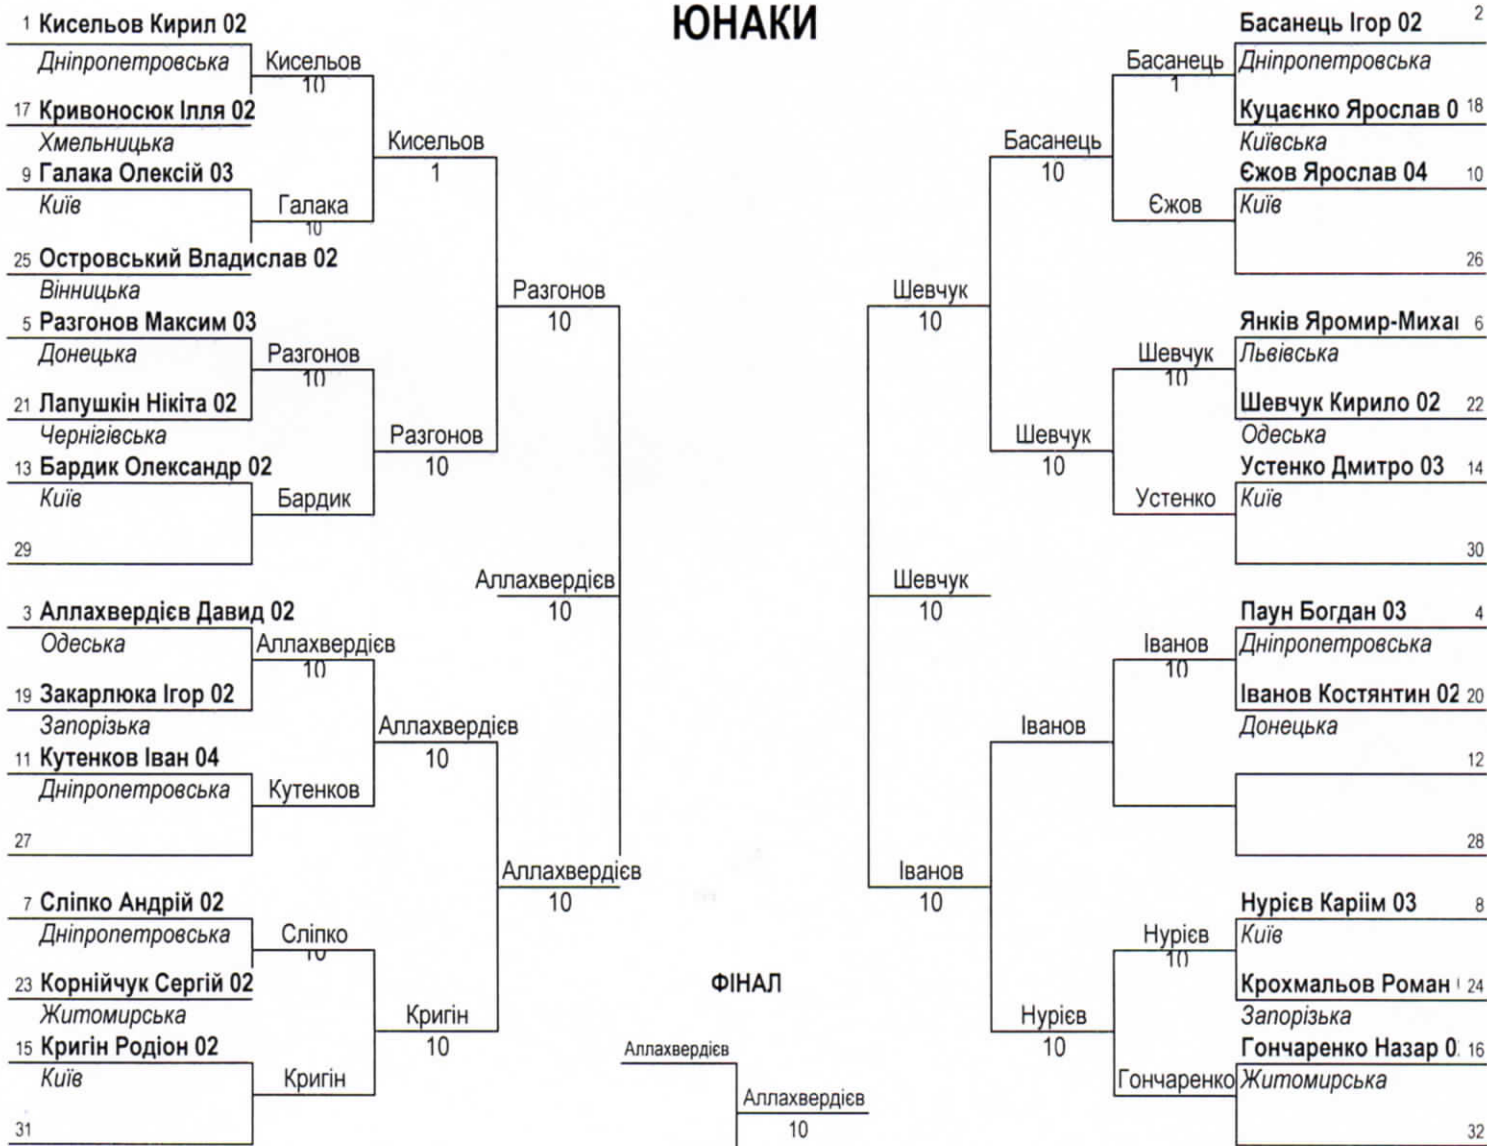 ЮНАКИ
1 Кисельов Кирил 02
Дніпропетровська
Кисельов
10
17 Кривоносюк Ілля 02
Хмельницька
Кисельов
1
9 Галака Олексій 03
Київ
Галака
10
25 Островський Владислав 02
Вінницька
Разгонов
10
5 Разгонов Максим 03
Донецька
Разгонов
10
21 Лапушкін Нікіта 02
Чернігівська
Разгонов
10
13 Бардик Олександр 02
Київ
Бардик
29
Аллахвердієв
10
3 Аллахвердієв Давид 02
Одеська
Аллахвердієв
10
19 Закарлюка Ігор 02
Запорізька
Аллахвердієв
10
11 Кутенков Іван 04
Дніпропетровська
Кутенков
27
Аллахвердієв
10
7 Сліпко Андрій 02
Дніпропетровська
Сліпко
10
23 Корнійчук Сергій 02
Житомирська
Кригін
10
15 Кригін Родіон 02
Київ
Кригін
31
Басанець Ігор 02 2
Басанець
1
Дніпропетровська
Куцаєнко Ярослав 0 18
Київська
Басанець
10
Єжов Ярослав 04 10
Єжов
Київ
26
Шевчук
10
Янків Яромир-Михаі 6
Шевчук
10
Львівська
Шевчук Кирило 02 22
Одеська
Шевчук
10
Устенко Дмитро 03 14
Устенко
Київ
30
Шевчук
10
Паун Богдан 03 4
Іванов
10
Дніпропетровська
Іванов Костянтин 02 20
Донецька
Іванов
12
28
Іванов
10
Нурієв Каріім 03 8
Нурієв
10
Київ
Крохмальов Роман 24
Запорізька
Нурієв
10
Гончаренко Назар 0 16
Гончаренко
Житомирська
32
ФІНАЛ
Аллахвердієв
Аллахвердієв
10